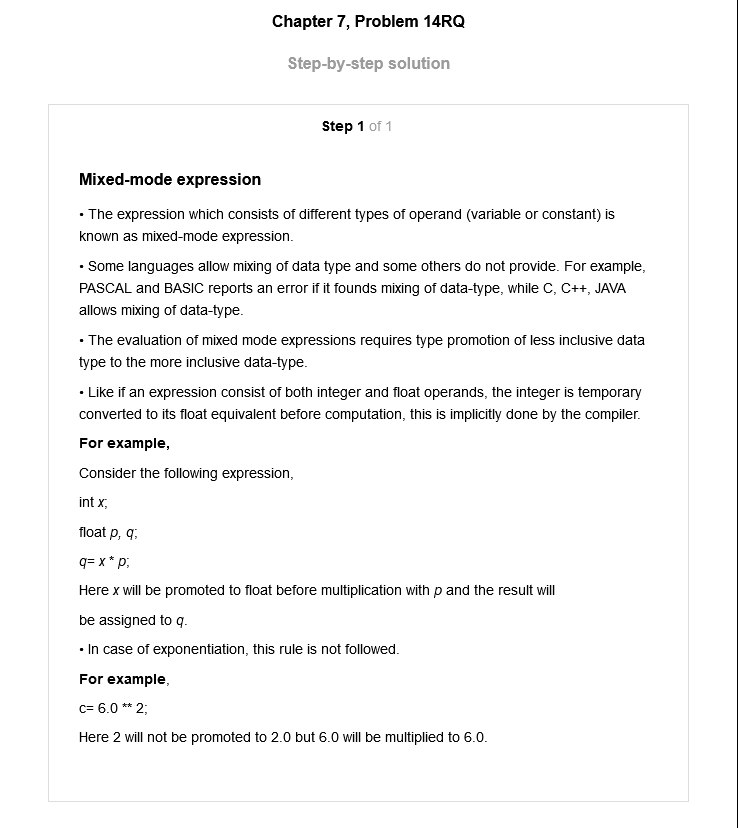 Chapter 7, Problem 14RQ
Step-by-step solution
Step 1 of 1
Mixed-mode expression
• The expression which consists of different types of operand (variable or constant) is
known as mixed-mode expression.
• Some languages allow mixing of data type and some others do not provide. For example,
PASCAL and BASIC reports an error if it founds mixing of data-type, while C, C++, JAVA
allows mixing of data-type.
• The evaluation of mixed mode expressions requires type promotion of less inclusive data
type to the more inclusive data-type.
• Like if an expression consist of both integer and float operands, the integer is temporary
converted to its float equivalent before computation, this is implicitly done by the compiler.
For example,
Consider the following expression,
int x;
float p, q;
q= x * p;
Here x will be promoted to float before multiplication with p and the result will
be assigned to q.
• In case of exponentiation, this rule is not followed.
For example,
c= 6.0 ** 2;
Here 2 will not be promoted to 2.0 but 6.0 will be multiplied to 6.0.